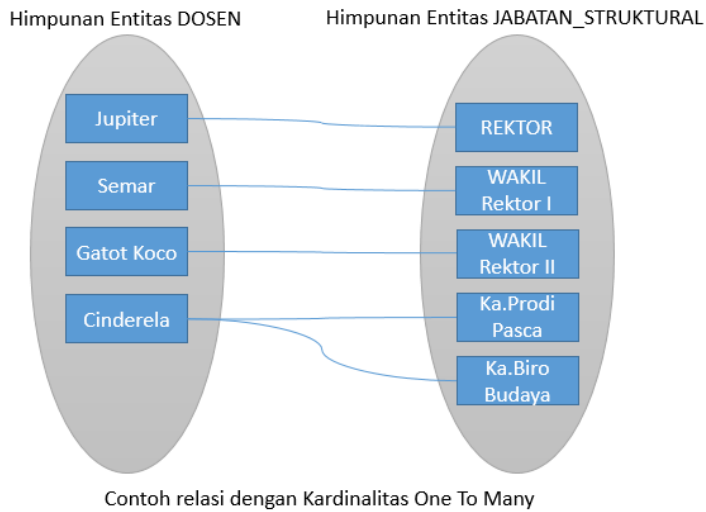 Himpunan Entitas DOSEN
Himpunan Entitas JABATAN_STRUKTURAL
Jupiter
REKTOR
Semar
WAKIL
Rektor I
Gatot Koco
WAKIL
Rektor II
Cinderela
Ka.Prodi
Pasca
Ka.Biro
Budaya
Contoh relasi dengan Kardinalitas One To Many